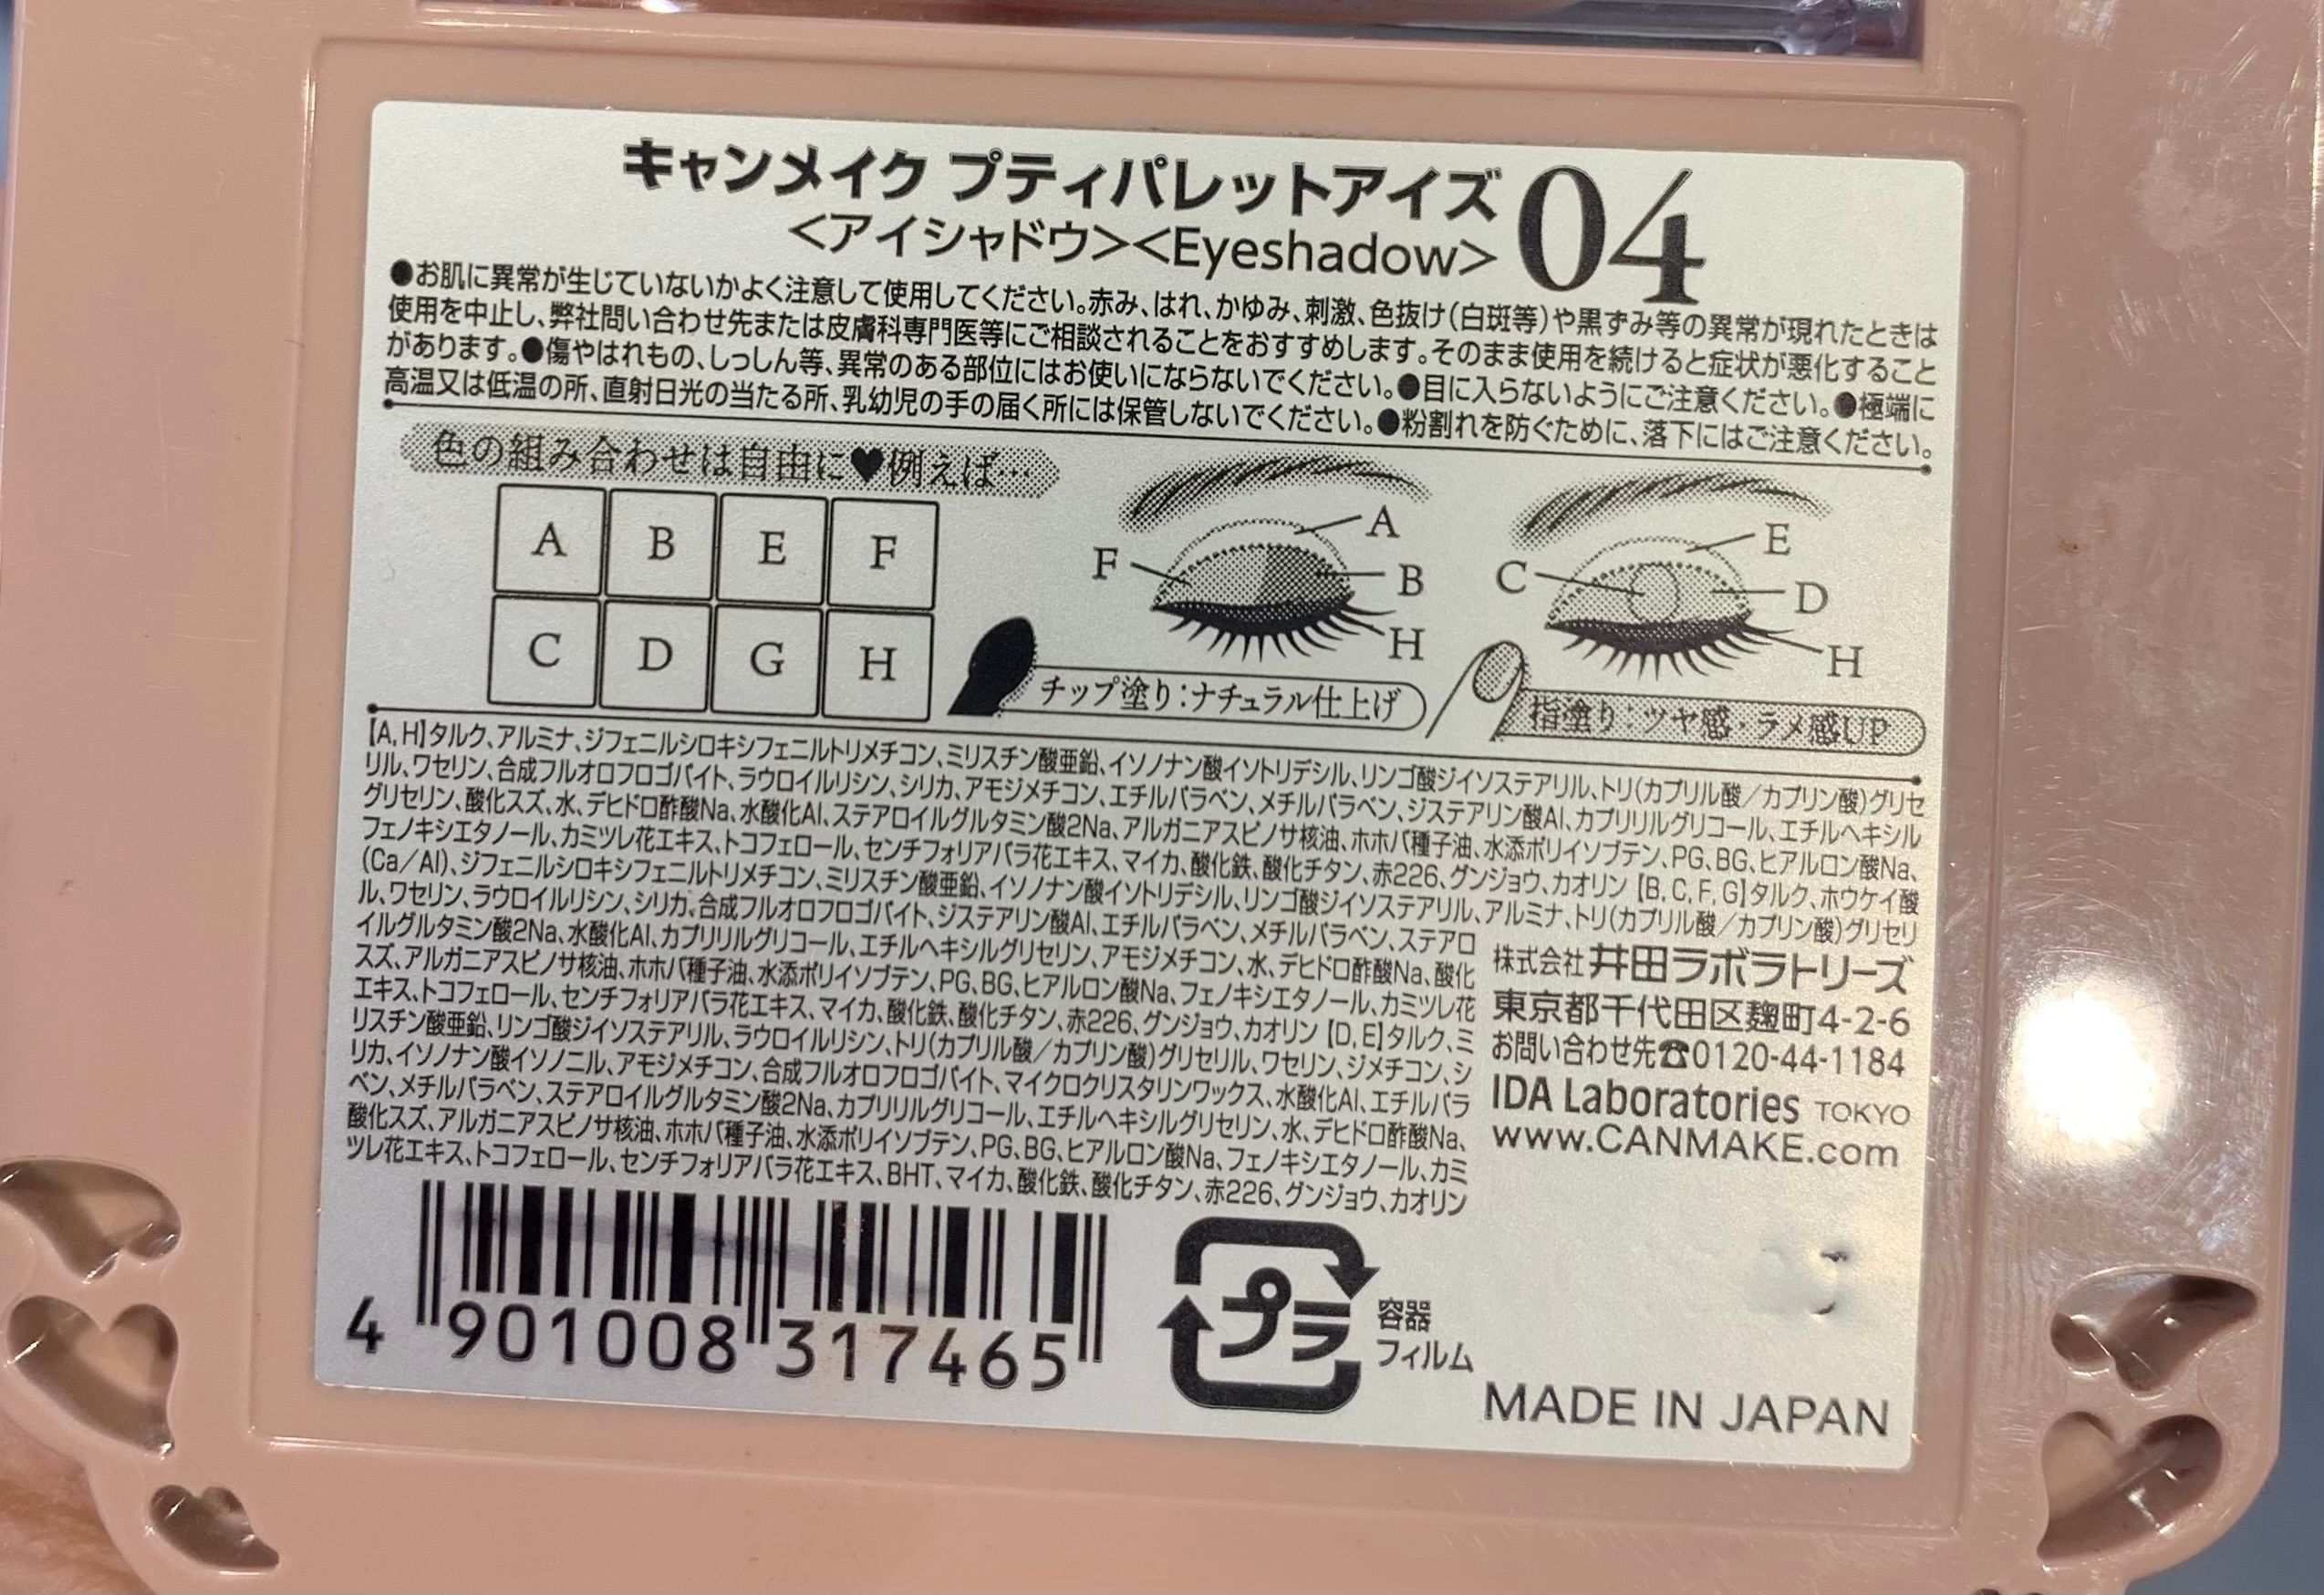 キャンメイク プティパレットアイズ 04
<アイシャドウ><Eyeshadow>
●お肌に異常が生じていないかよく注意して使用してください。赤み、はれ、かゆみ、刺激、色抜け(白斑等)や黒ずみ等の異常が現れたときは
使用を中止し、弊社問い合わせ先または皮膚科専門医等にご相談されることをおすすめします。そのまま使用を続けると症状が悪化すること
があります。●傷やはれもの、しっしん等、異常のある部位にはお使いにならないでください。●目に入らないようにご注意ください。●極端に
高温又は低温の所、直射日光の当たる所、乳幼児の手の届く所には保管しないでください。●粉割れを防ぐために、落下にはご注意ください。
色の組み合わせは自由に♥例えば…
A B E F
C D G H
F A B H
チップ塗り:ナチュラル仕上げ
C E D H
指塗り:ツヤ感・ラメ感UP
【A,H】タルク、アルミナ、ジフェニルシロキシフェニルトリメチコン、ミリスチン酸亜鉛、イソノナン酸イソトリデシル、リンゴ酸ジイソステアリル、トリ(カプリル酸/カプリン酸)グリセ
リル、ワセリン、合成フルオロフロゴパイト、ラウロイルリシン、シリカ、アモジメチコン、エチルパラベン、メチルパラベン、ジステアリン酸Al、カプリリルグリコール、エチルヘキシル
グリセリン、酸化スズ、水、デヒドロ酢酸Na、水酸化Al、ステアロイルグルタミン酸2Na、アルガニアスピノサ核油、ホホバ種子油、水添ポリイソブテン、PG、BG、ヒアルロン酸Na、
フェノキシエタノール、カミツレ花エキス、トコフェロール、センチフォリアバラ花エキス、マイカ、酸化鉄、酸化チタン、赤226、グンジョウ、カオリン【B,C,F,G】タルク、ホウケイ酸
(Ca/Al)、ジフェニルシロキシフェニルトリメチコン、ミリスチン酸亜鉛、イソノナン酸イソトリデシル、リンゴ酸ジイソステアリル、アルミナ、トリ(カプリル酸/カプリン酸)グリセリ
ル、ワセリン、ラウロイルリシン、シリカ、合成フルオロフロゴパイト、ジステアリン酸Al、エチルパラベン、メチルパラベン、ステアロ
イルグルタミン酸2Na、水酸化Al、カプリリルグリコール、エチルヘキシルグリセリン、アモジメチコン、水、デヒドロ酢酸Na、酸化
スズ、アルガニアスピノサ核油、ホホバ種子油、水添ポリイソブテン、PG、BG、ヒアルロン酸Na、フェノキシエタノール、カミツレ花
エキス、トコフェロール、センチフォリアバラ花エキス、マイカ、酸化鉄、酸化チタン、赤226、グンジョウ、カオリン【D,E】タルク、ミ
リスチン酸亜鉛、リンゴ酸ジイソステアリル、ラウロイルリシン、トリ(カプリル酸/カプリン酸)グリセリル、ワセリン、ジメチコン、シ
リカ、イソノナン酸イソノニル、アモジメチコン、合成フルオロフロゴパイト、マイクロクリスタリンワックス、水酸化Al、エチルパラ
ベン、メチルパラベン、ステアロイルグルタミン酸2Na、カプリリルグリコール、エチルヘキシルグリセリン、水、デヒドロ酢酸Na、
酸化スズ、アルガニアスピノサ核油、ホホバ種子油、水添ポリイソブテン、PG、BG、ヒアルロン酸Na、フェノキシエタノール、カミ
ツレ花エキス、トコフェロール、センチフォリアバラ花エキス、BHT、マイカ、酸化鉄、酸化チタン、赤226、グンジョウ、カオリン
株式会社 井田ラボラトリーズ
東京都千代田区麹町4-2-6
お問い合わせ先☎0120-44-1184
IDA Laboratories TOKYO
www.CANMAKE.com
4 901008 317465
プラ
容器
フィルム
MADE IN JAPAN